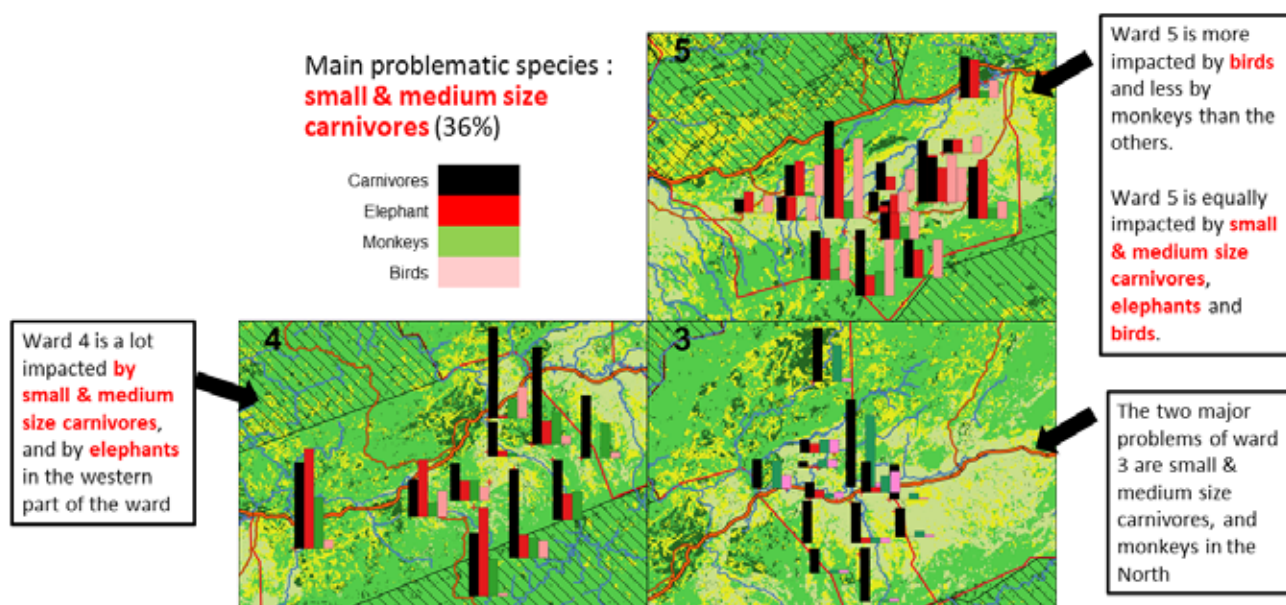 Main problematic species :
small & medium size
carnivores (36%)
Carnivores
Elephant
Monkeys
Birds
5
Ward 5 is more
impacted by birds
and less by
monkeys than the
others.
Ward 5 is equally
impacted by small
& medium size
carnivores,
elephants and
birds.
Ward 4 is a lot
impacted by
small & medium
size carnivores,
and by elephants
in the western
part of the ward
4
3
The two major
problems of ward
3 are small &
medium size
carnivores, and
monkeys in the
North